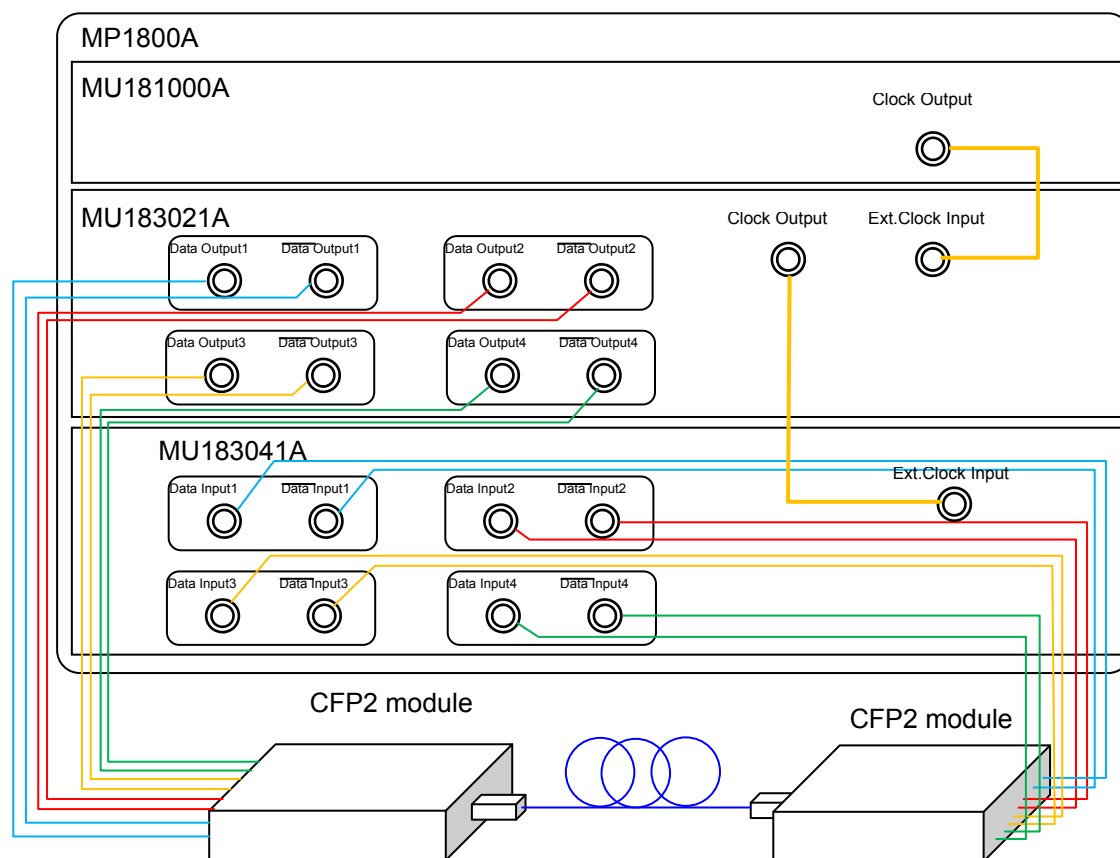 MP1800A
MU181000A
Clock Output
MU183021A
Clock Output
Ext.Clock Input
Data Output1
Data Output1
Data Output2
Data Output2
Data Output3
Data Output3
Data Output4
Data Output4
MU183041A
Ext.Clock Input
Data Input1
Data Input1
Data Input2
Data Input2
Data Input3
Data Input3
Data Input4
Data Input4
CFP2 module
CFP2 module